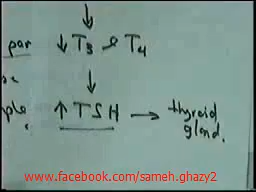 par ↓ T3 و T4
↑ TSH → thyroid
gland.
www.facebook.com/sameh.ghazy2